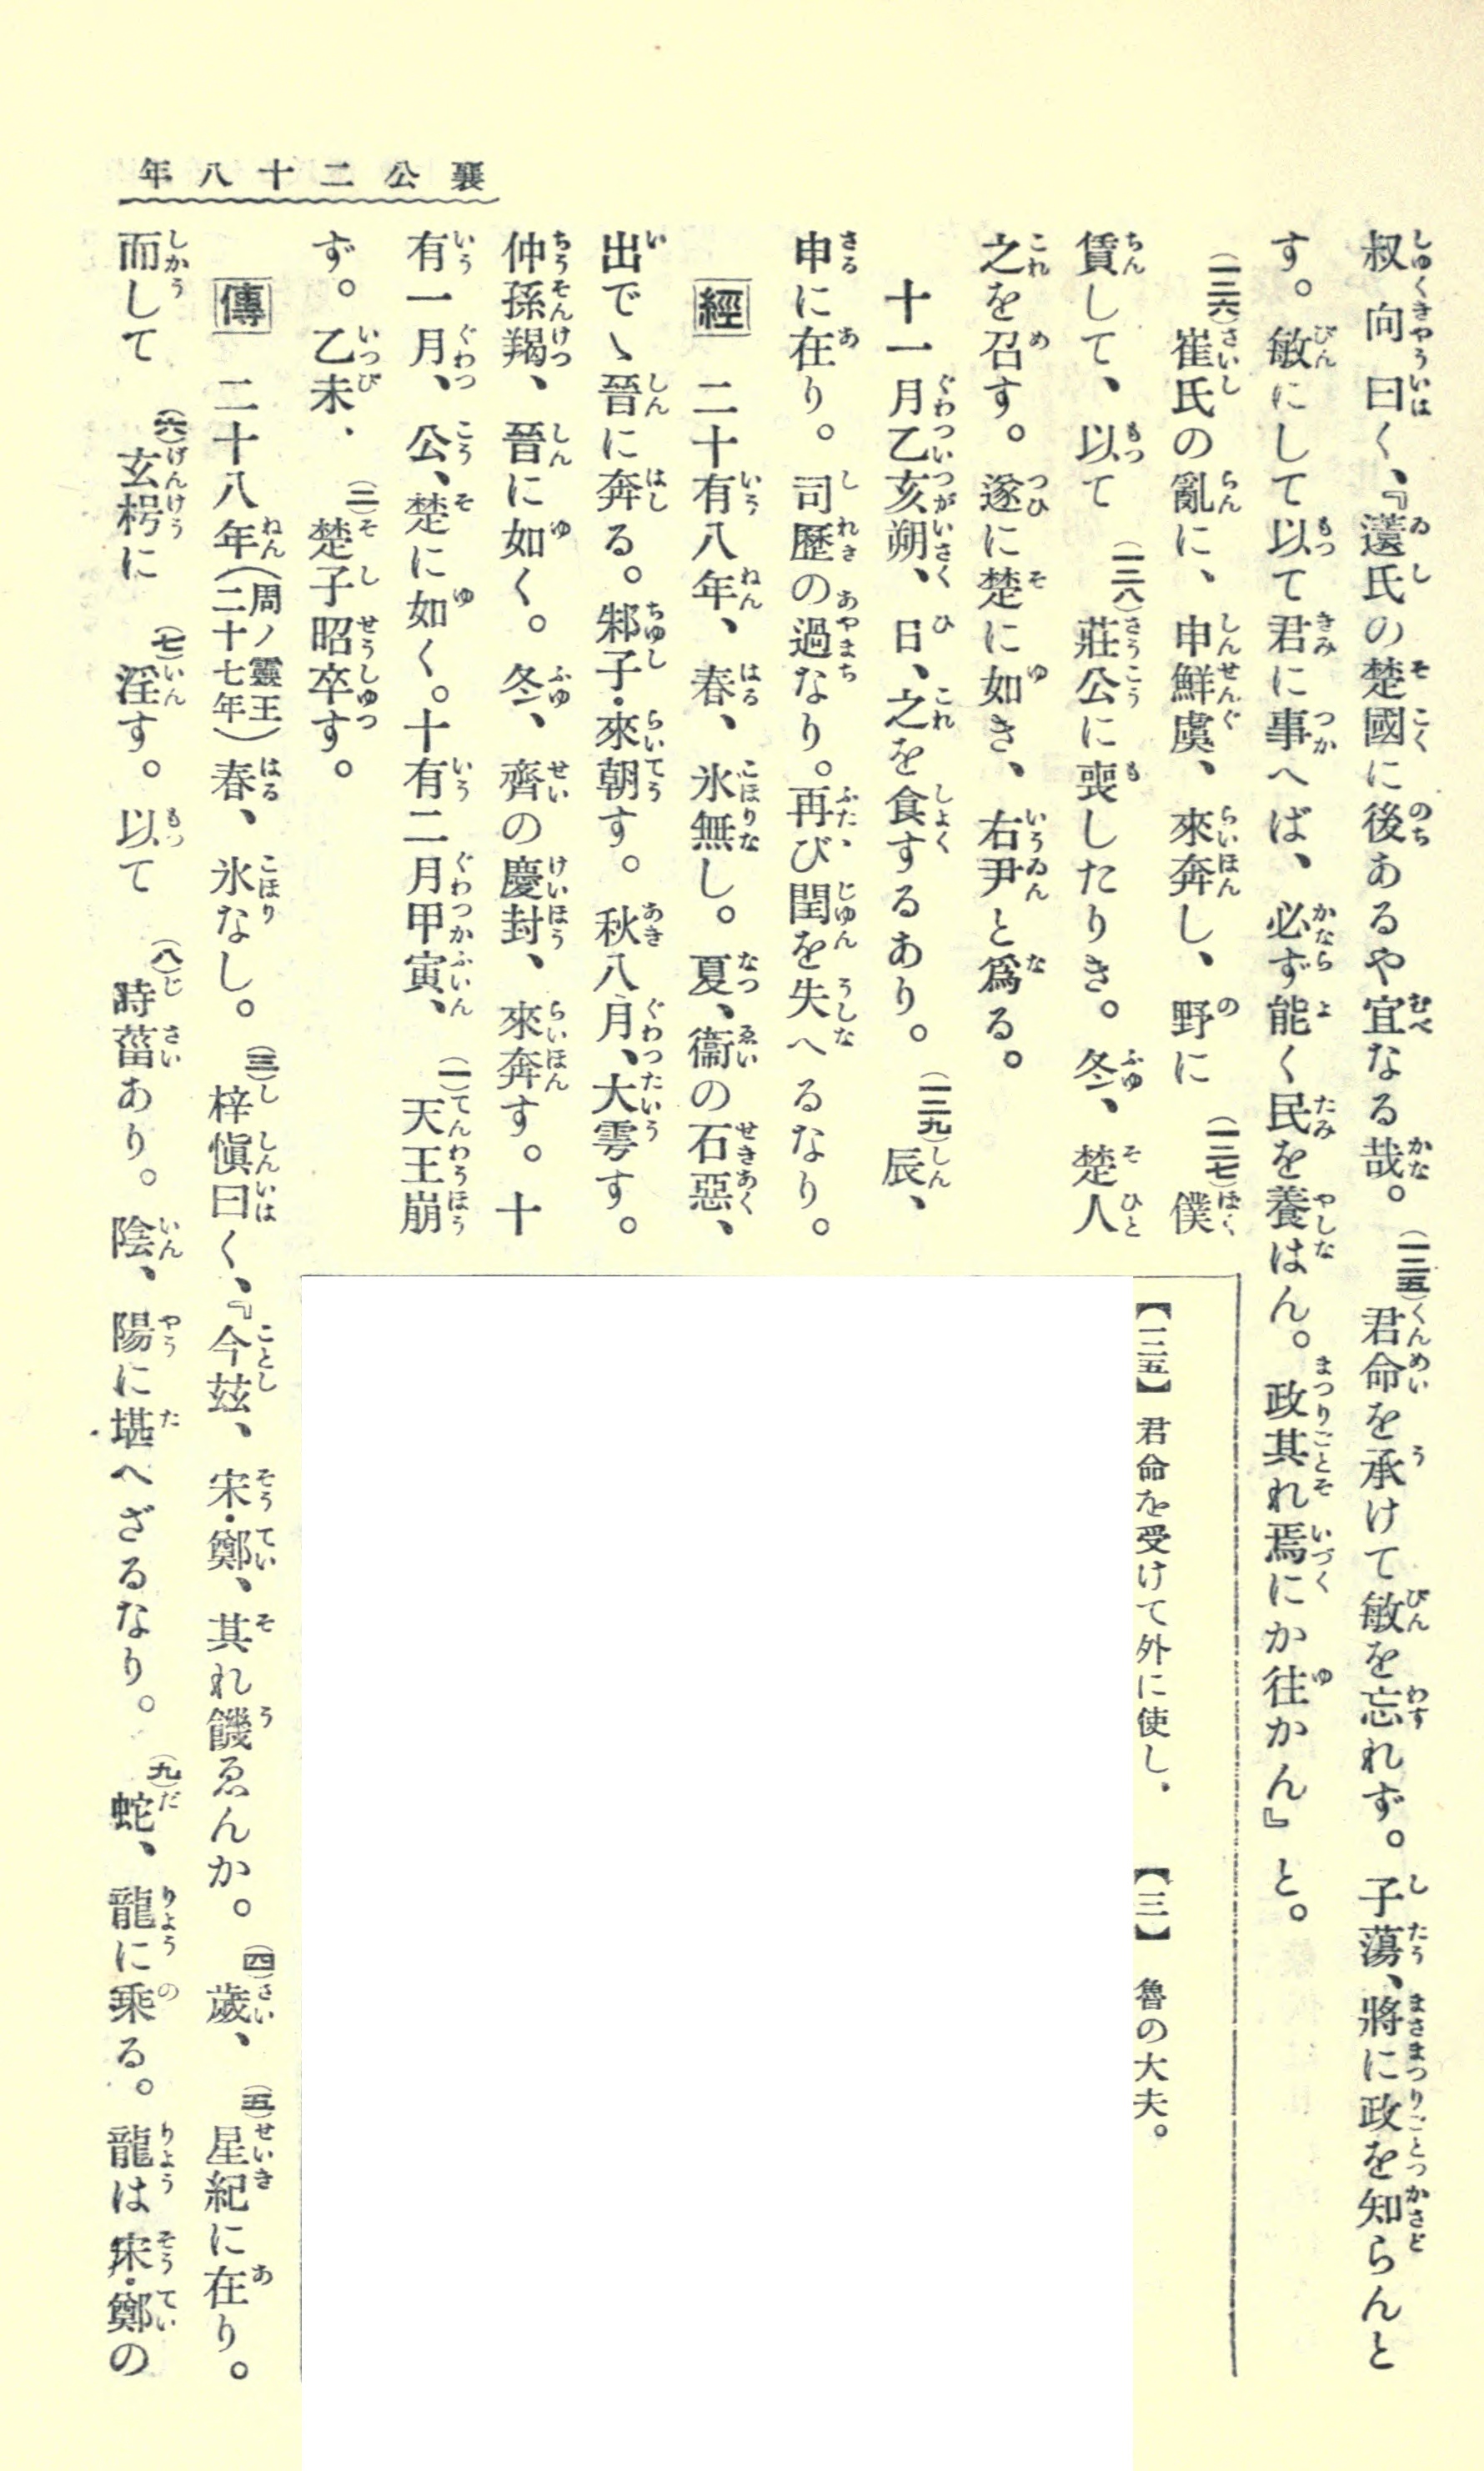 襄公二十八年
叔向曰く、『薳氏の楚國に後あるや宜なる哉。(一二五)君命を承けて敏を忘れず。子蕩、將に政を知らんと
す。敏にして以て君に事へば、必ず能く民を養はん。政其れ焉にか往かん』と。
(一二六)崔氏の亂に、申鮮虞、來奔し、野に(一二七)僕
賃して、以て(一二八)莊公に喪したりき。冬、楚人
之を召す。遂に楚に如き、右尹と爲る。
十一月乙亥朔、日、之を食するあり。(一二九)辰、
申に在り。司歷の過なり。再び閏を失へるなり。
經 二十有八年、春、氷無し。夏、衞の石惡、
出でゝ晉に奔る。邾子・來朝す。秋八月、大雩す。
仲孫羯、晉に如く。冬、齊の慶封、來奔す。十
有一月、公、楚に如く。十有二月甲寅、(一)天王崩
ず。乙未、(二)楚子昭卒す。
傳 二十八年(周ノ靈王二十七年)春、氷なし。(三)梓愼曰く、『今玆、宋・鄭、其れ饑ゑんか。(四)歲、(五)星紀に在り。
而して(六)玄枵に(七)淫す。以て(八)時菑あり。陰、陽に堪へざるなり。(九)蛇、龍に乘る。龍は宋・鄭の
【一二五】君命を受けて外に使し、 【三】魯の大夫。